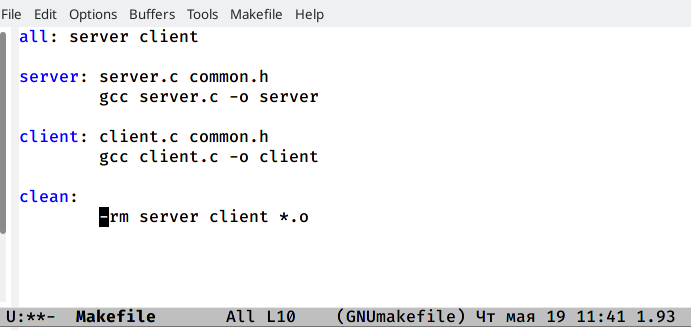 File Edit Options Buffers Tools Makefile Help
all: server client
server: server.c common.h
gcc server.c -o server
client: client.c common.h
gcc client.c -o client
clean:
-rm server client *.o
U:**- Makefile All L10 (GNUmakefile) Чт мая 19 11:41 1.93